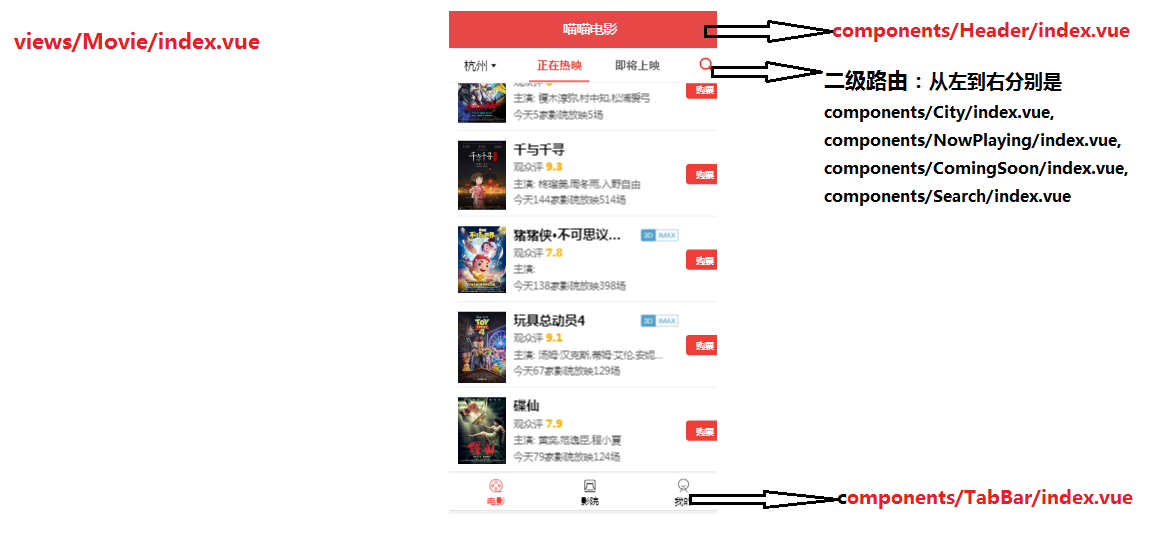 views/Movie/index.vue
喵喵电影
components/Header/index.vue
杭州
正在热映
即将上映
二级路由：从左到右分别是
components/City/index.vue,
components/NowPlaying/index.vue,
components/ComingSoon/index.vue,
components/Search/index.vue
主演: 榎木淳弥,村中知,松浦爱弓
今天5家影院放映5场
购票
千与千寻
观众评 9.3
主演: 柊瑠美,周冬雨,入野自由
今天144家影院放映514场
购票
猪猪侠·不可思议...
3D IMAX
观众评 7.8
主演:
今天138家影院放映398场
购票
玩具总动员4
3D IMAX
观众评 9.1
主演: 汤姆·汉克斯,蒂姆·艾伦,安妮...
今天67家影院放映129场
购票
碟仙
观众评 7.9
主演: 黄奕,范逸臣,程小夏
今天79家影院放映124场
购票
电影
影院
我的
components/TabBar/index.vue